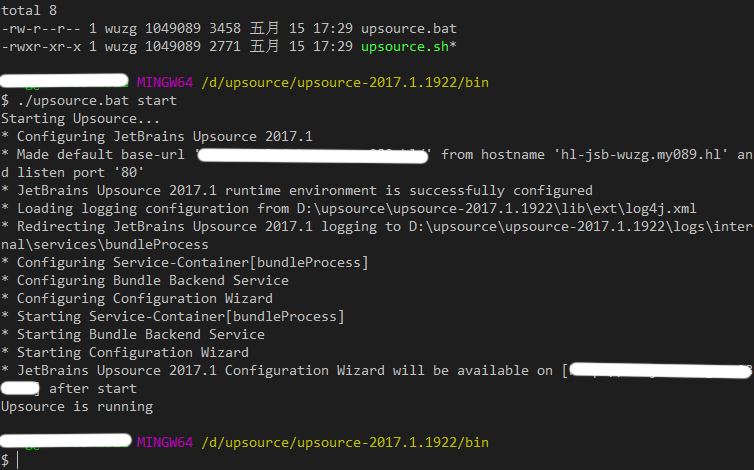 total 8
-rw-r--r-- 1 wuzg 1049089 3458 五月 15 17:29 upsource.bat
-rwxr-xr-x 1 wuzg 1049089 2771 五月 15 17:29 upsource.sh*
MINGW64 /d/upsource/upsource-2017.1.1922/bin
$ ./upsource.bat start
Starting Upsource...
* Configuring JetBrains Upsource 2017.1
* Made default base-url ' ' from hostname 'hl-jsb-wuzg.my089.hl' an
d listen port '80'
* JetBrains Upsource 2017.1 runtime environment is successfully configured
* Loading logging configuration from D:\upsource\upsource-2017.1.1922\lib\ext\log4j.xml
* Redirecting JetBrains Upsource 2017.1 logging to D:\upsource\upsource-2017.1.1922\logs\inter
nal\services\bundleProcess
* Configuring Service-Container[bundleProcess]
* Configuring Bundle Backend Service
* Configuring Configuration Wizard
* Starting Service-Container[bundleProcess]
* Starting Bundle Backend Service
* Starting Configuration Wizard
* JetBrains Upsource 2017.1 Configuration Wizard will be available on [
] after start
Upsource is running
MINGW64 /d/upsource/upsource-2017.1.1922/bin
$